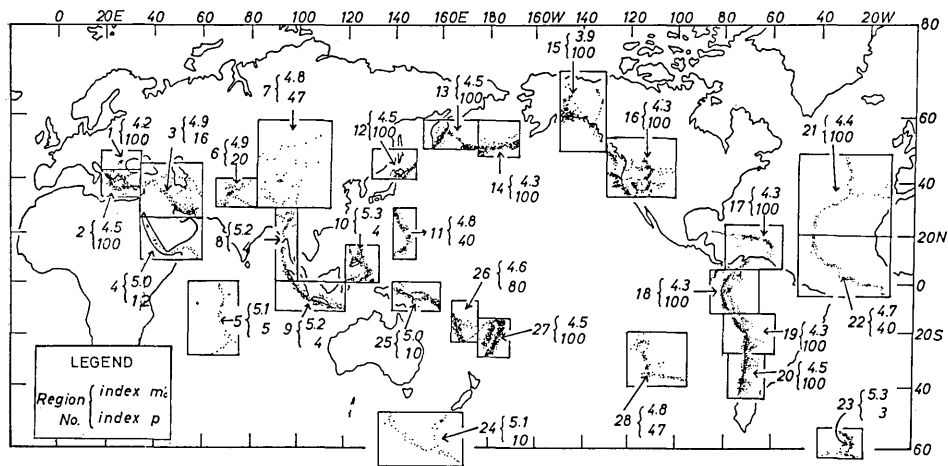 20 40 60 80 100 120 140 160E 180 160W 140 120 100 80 60 40 20W
80
60
40
20N
0
20S
40
60
1 { 4.2 100
2 { 4.5 100
3 { 4.9 16
4 { 5.0
5 } 5.1 5
6 { 4.9 20
7 { 4.8 47
8 { 5.2
9 { 5.2 4
10 { 5.3 4
11 { 4.8 40
12 { 4.5 100
13 { 4.5 100
14 { 4.3 100
15 { 3.9 100
16 { 4.3 100
17 { 4.3 100
18 { 4.3 100
19 { 4.3 100
20 { 4.5 100
21 { 4.4 100
22 { 4.7 40
23 { 5.3 3
24 { 5.1 10
25 { 5.0 10
26 { 4.6 80
27 { 4.5 100
28 { 4.8 47
LEGEND
Region No. { index m'c
index p